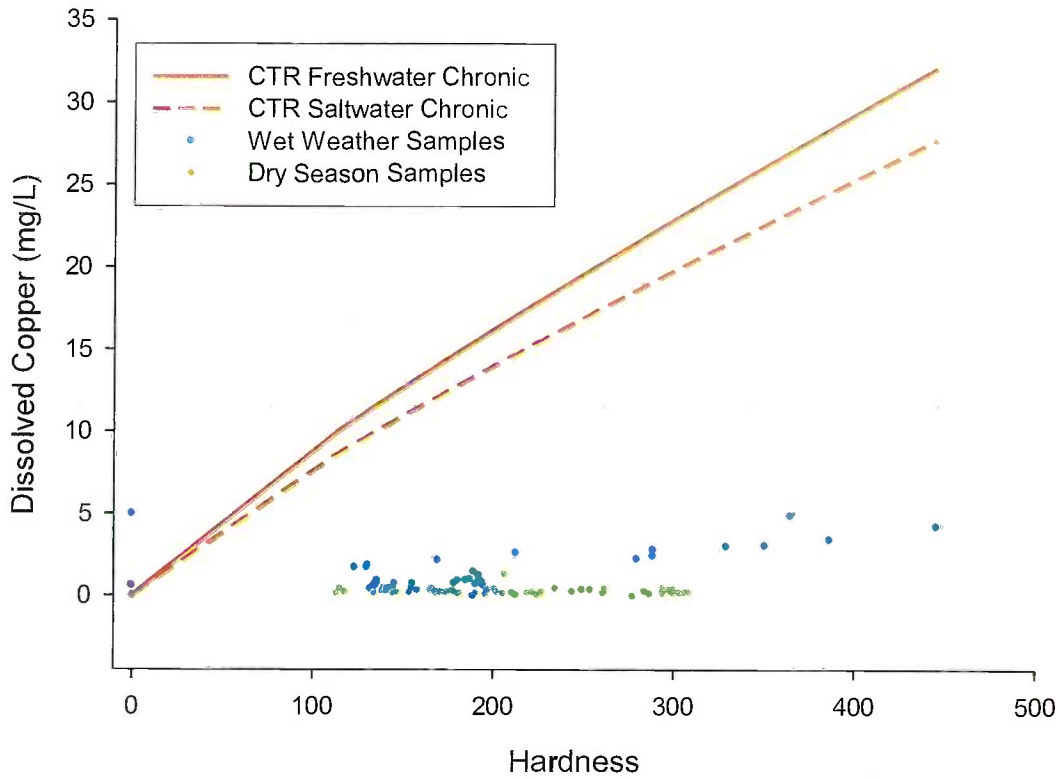 35
30
25
20
15
10
5
0
Dissolved Copper (mg/L)
CTR Freshwater Chronic
CTR Saltwater Chronic
Wet Weather Samples
Dry Season Samples
0 100 200 300 400 500
Hardness